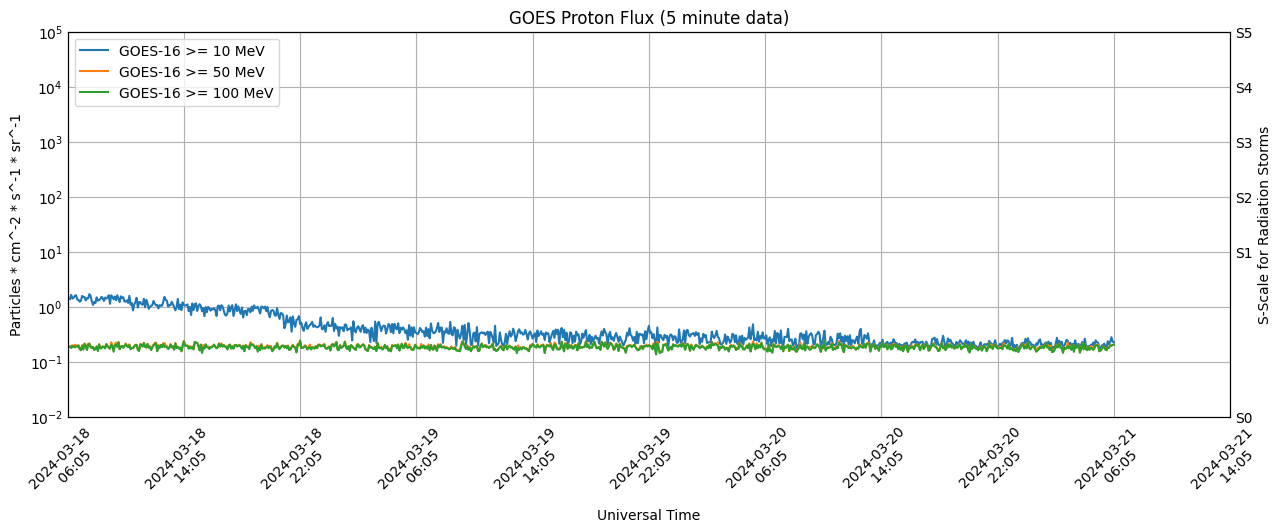 GOES Proton Flux (5 minute data)
GOES-16 >= 10 MeV
GOES-16 >= 50 MeV
GOES-16 >= 100 MeV
Particles * cm^-2 * s^-1 * sr^-1
10^5
10^4
10^3
10^2
10^1
10^0
10^-1
10^-2
S5
S4
S3
S2
S1
S0
S-Scale for Radiation Storms
2024-03-18
06:05
2024-03-18
14:05
2024-03-18
22:05
2024-03-19
06:05
2024-03-19
14:05
2024-03-19
22:05
2024-03-20
06:05
2024-03-20
14:05
2024-03-20
22:05
2024-03-21
06:05
2024-03-21
14:05
Universal Time